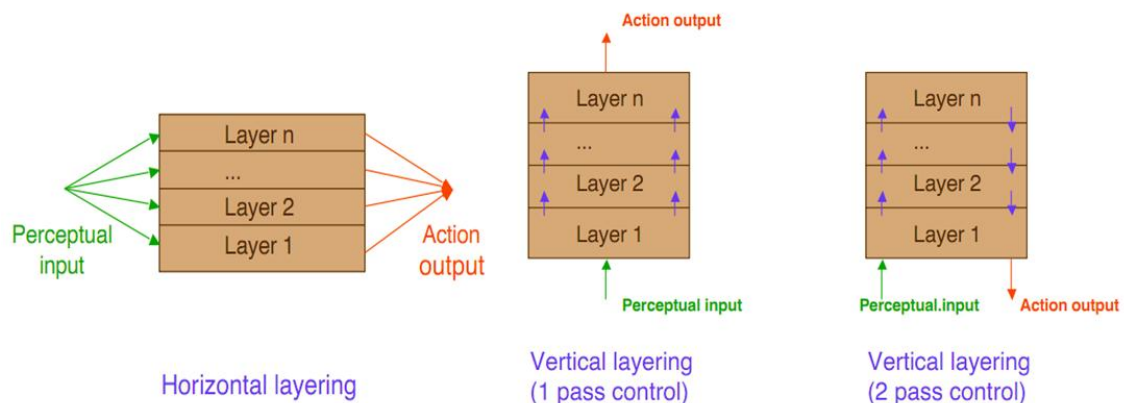 Layer n
...
Layer 2
Layer 1
Perceptual
input
Action
output
Horizontal layering
Action output
Layer n
...
Layer 2
Layer 1
Perceptual input
Vertical layering
(1 pass control)
Layer n
...
Layer 2
Layer 1
Perceptual.input
Action output
Vertical layering
(2 pass control)